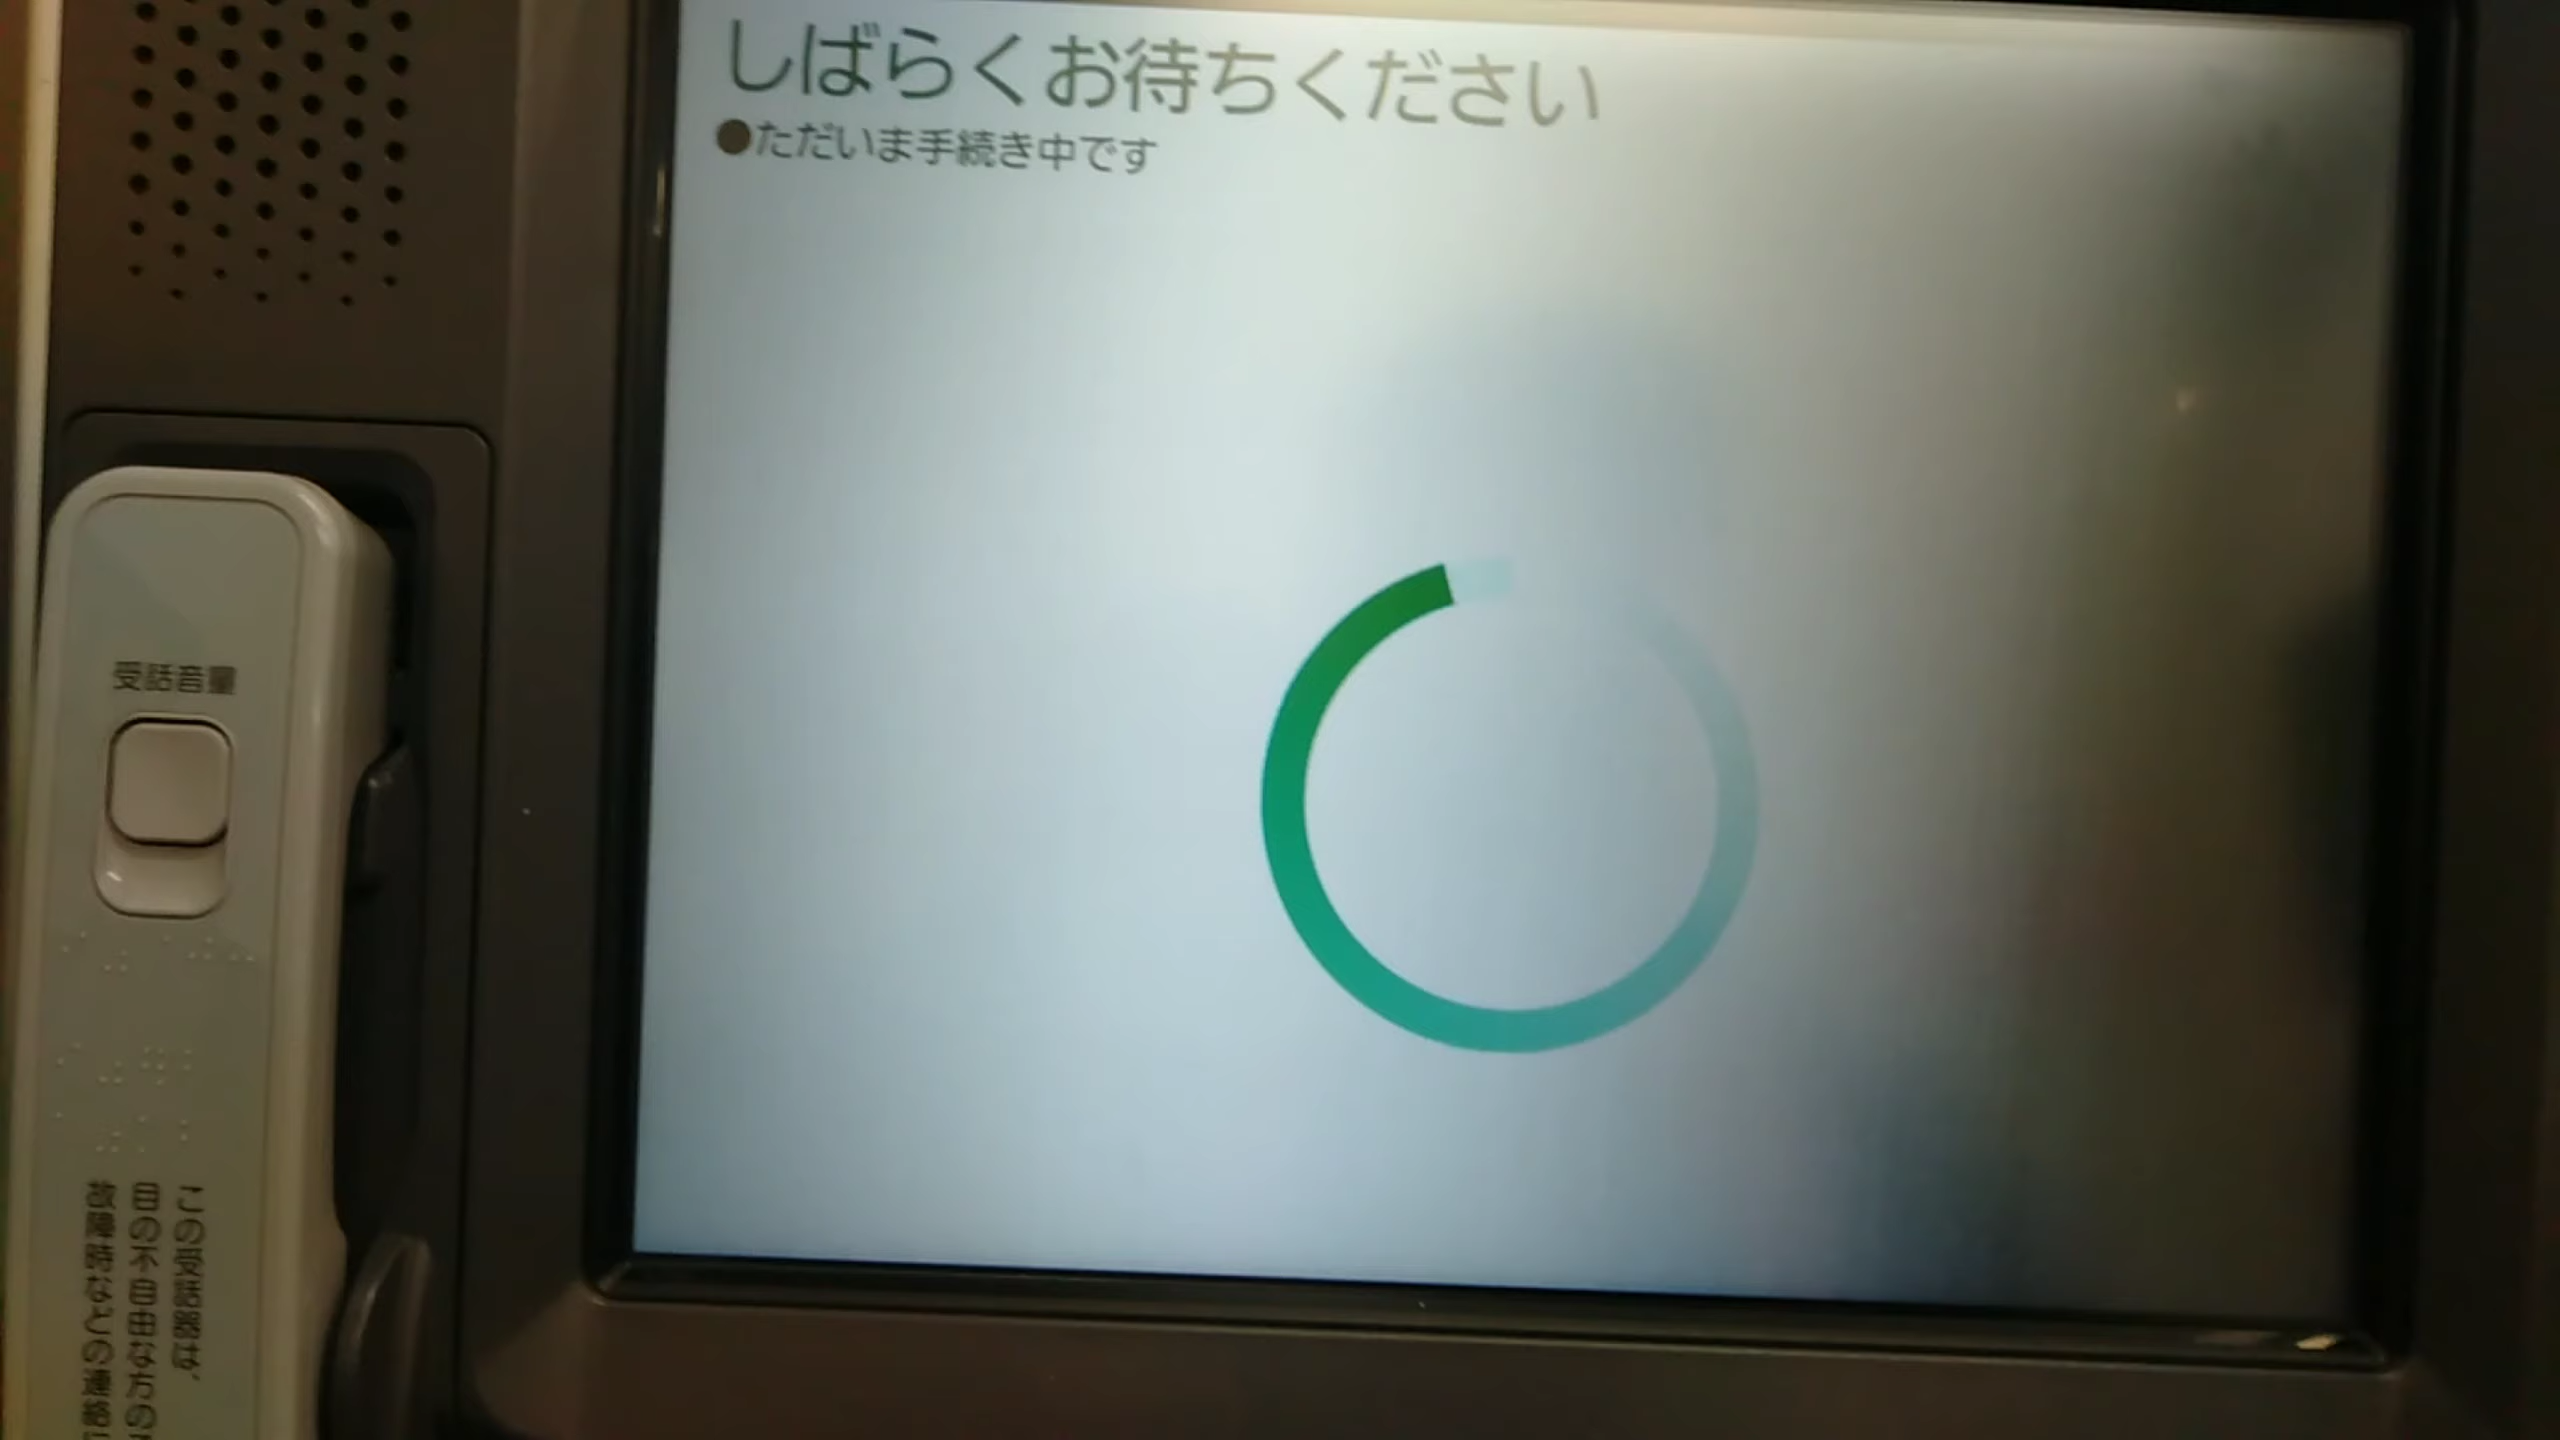 しばらくお待ちください
●ただいま手続き中です
受話音量
この受話器は、
目の不自由な方の
故障時などの連絡に